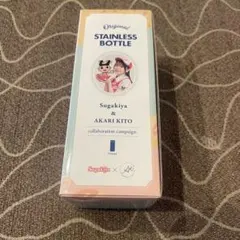 Original
STAINLESS
BOTTLE
Sugakiya
&
AKARI KITO
collaboration campaign
Sugakiya ×